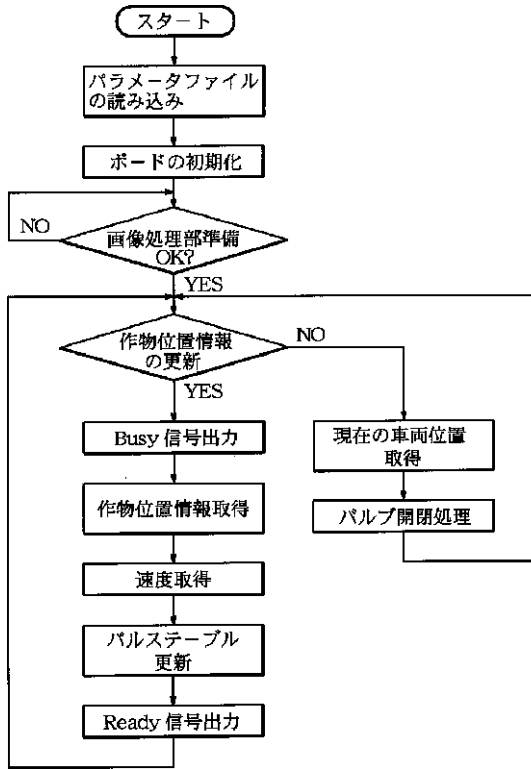 スタート
パラメータファイル
の読み込み
ボードの初期化
NO
画像処理部準備
OK?
YES
作物位置情報
の更新
NO
YES
Busy 信号出力
現在の車両位置
取得
作物位置情報取得
バルブ開閉処理
速度取得
パルステーブル
更新
Ready 信号出力